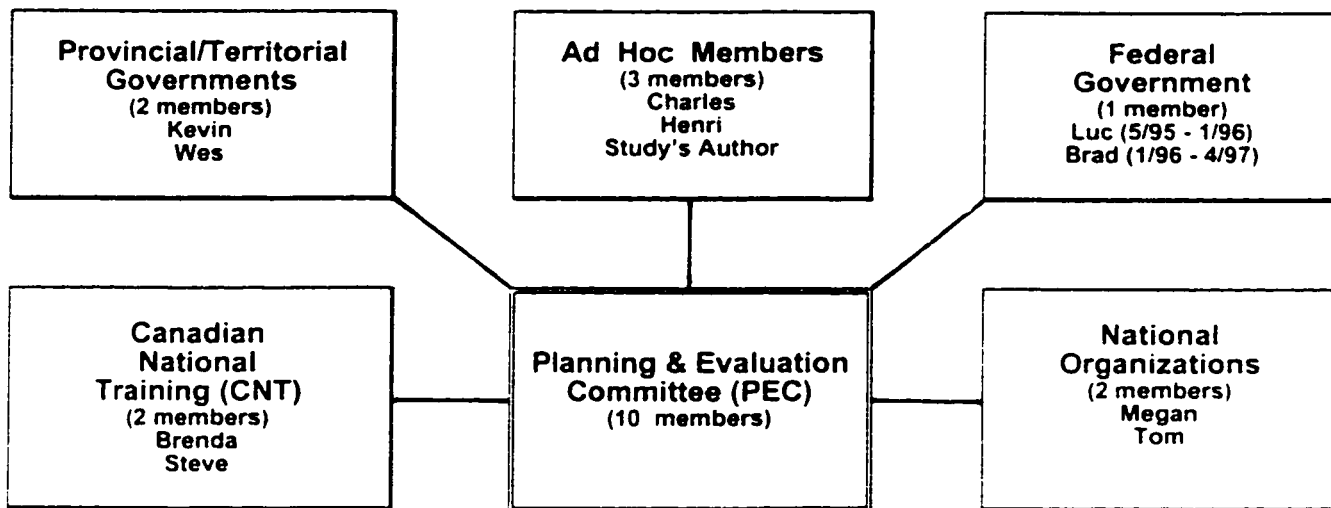 Provincial/Territorial
Governments
(2 members)
Kevin
Wes
Ad Hoc Members
(3 members)
Charles
Henri
Study's Author
Federal
Government
(1 member)
Luc (5/95 - 1/96)
Brad (1/96 - 4/97)
Canadian
National
Training (CNT)
(2 members)
Brenda
Steve
Planning & Evaluation
Committee (PEC)
(10 members)
National
Organizations
(2 members)
Megan
Tom